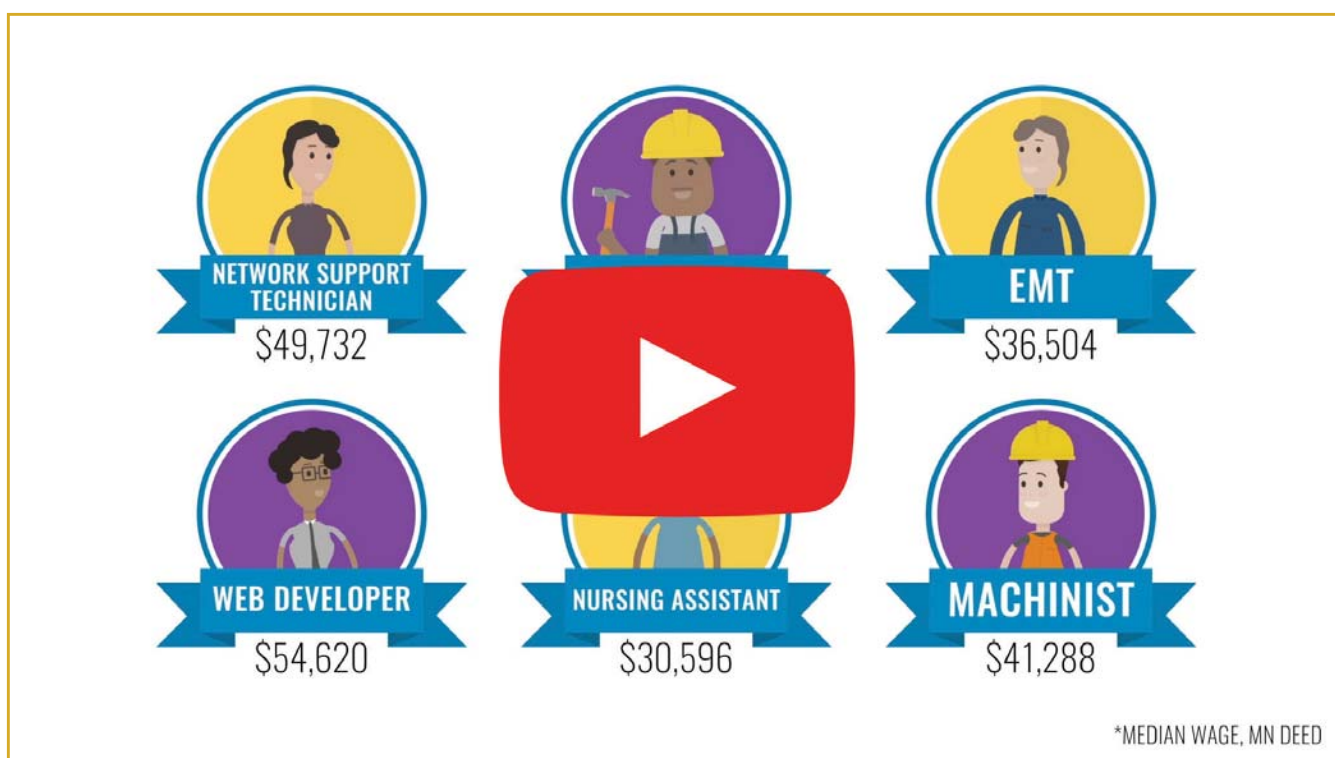 NETWORK SUPPORT
TECHNICIAN
$49,732
EMT
$36,504
WEB DEVELOPER
$54,620
NURSING ASSISTANT
$30,596
MACHINIST
$41,288
*MEDIAN WAGE, MN DEED